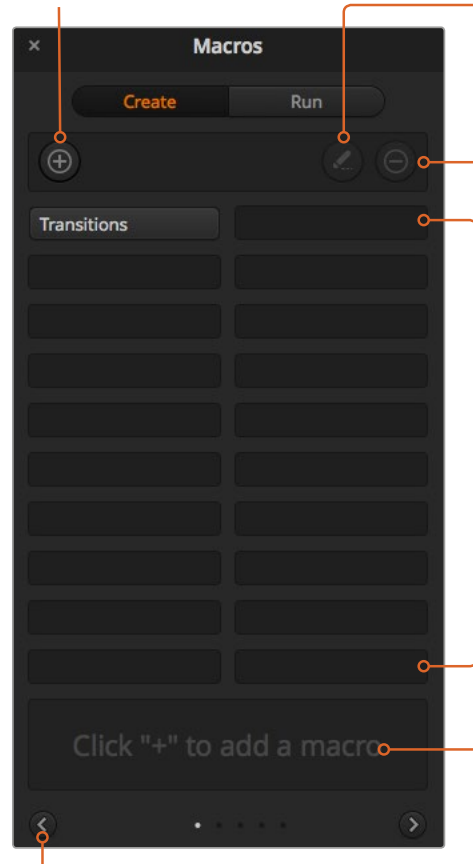 Macros
Create
Run
Transitions
Click "+" to add a macro